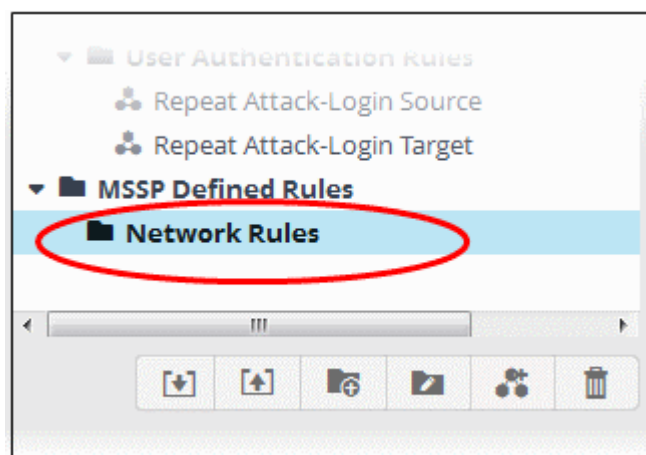 User Authentication Rules
Repeat Attack-Login Source
Repeat Attack-Login Target
MSSP Defined Rules
Network Rules